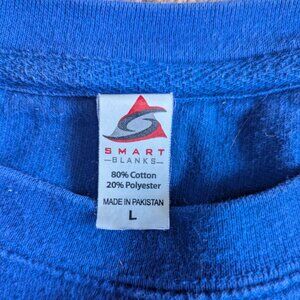 SMART
BLANKS
80% Cotton
20% Polyester
MADE IN PAKISTAN
L